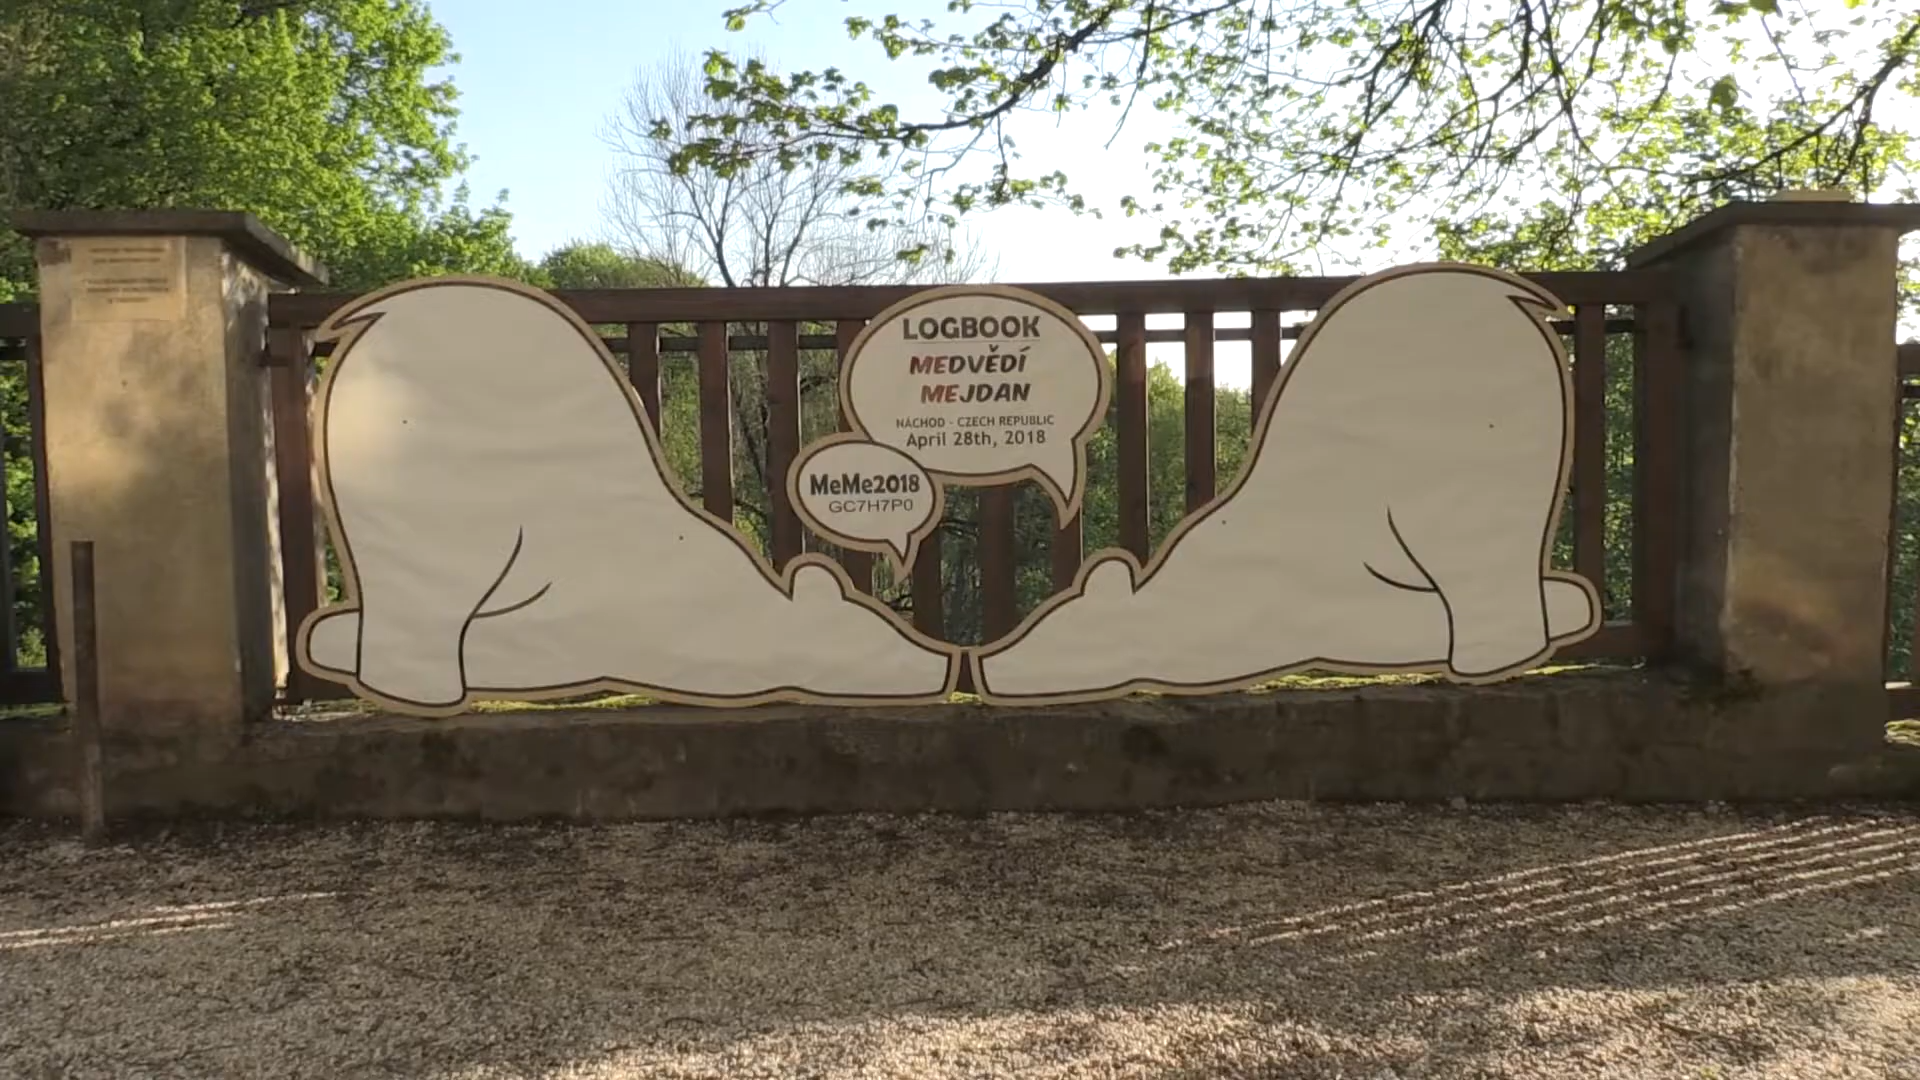 LOGBOOK
MEDVĚDÍ
MEJDAN
NÁCHOD - CZECH REPUBLIC
April 28th, 2018
MeMe2018
GC7H7P0